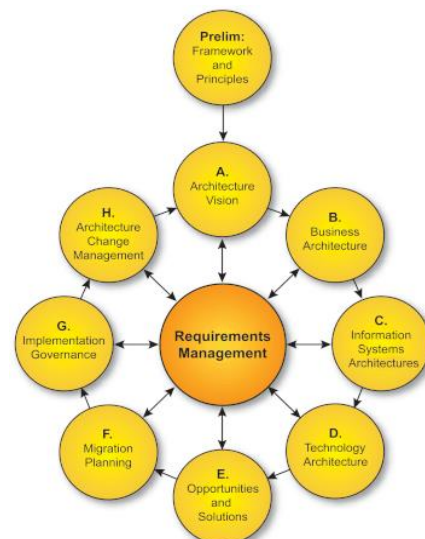 Prelim:
Framework
and
Principles
A.
Architecture
Vision
B.
Business
Architecture
C.
Information
Systems
Architectures
D.
Technology
Architecture
E.
Opportunities
and
Solutions
F.
Migration
Planning
G.
Implementation
Governance
H.
Architecture
Change
Management
Requirements
Management